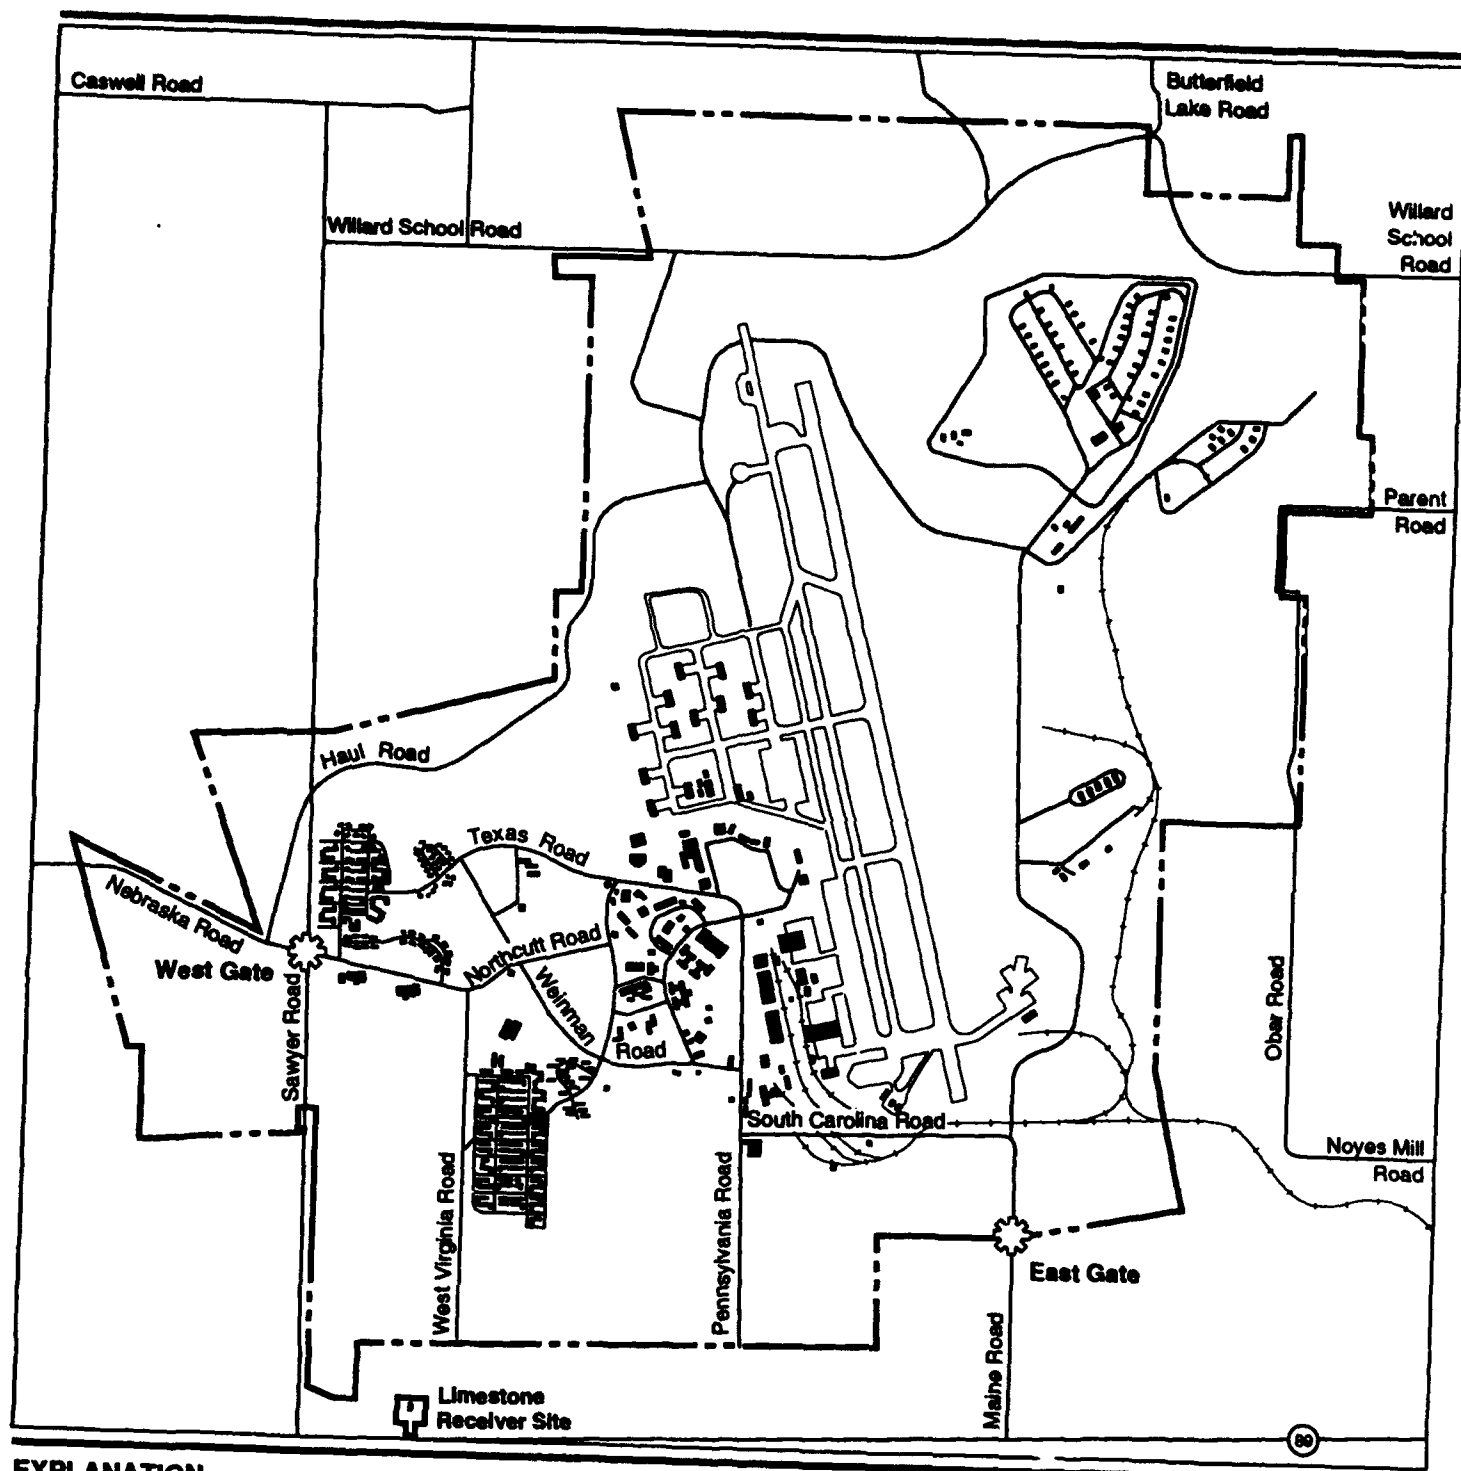 Caswell Road
Butterfield
Lake Road
Willard School Road
Willard
School
Road
Parent
Road
Haul Road
Texas Road
Nebraska Road
Northcutt Road
West Gate
Weinman
Road
Sawyer Road
Obar Road
South Carolina Road
Noyes Mill
Road
West Virginia Road
Pennsylvania Road
East Gate
Maine Road
Limestone
Receiver Site
89
EXPLANATION